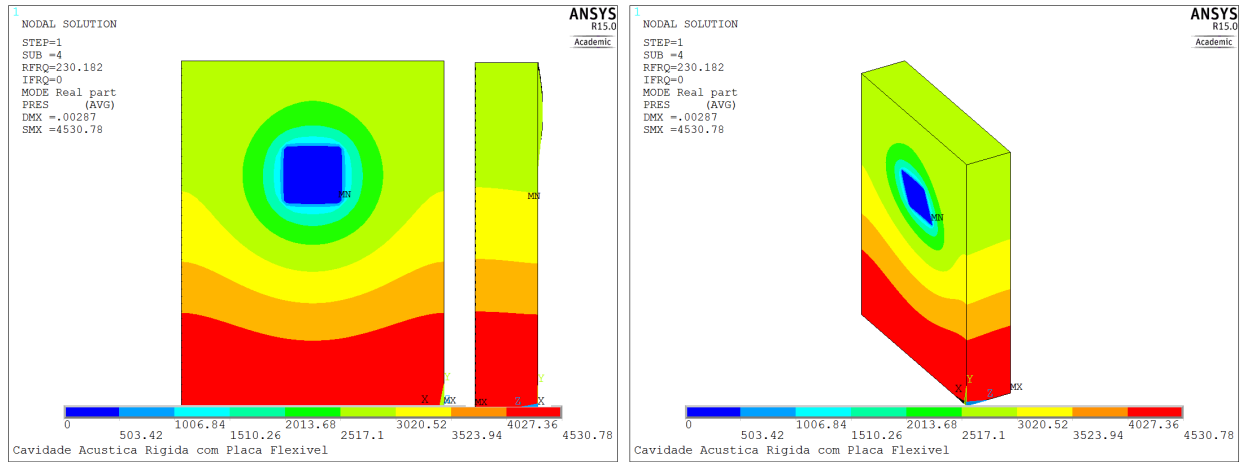 1
NODAL SOLUTION
STEP=1
SUB =4
RFRQ=230.182
IFRQ=0
MODE Real part
PRES (AVG)
DMX =.00287
SMX =4530.78
ANSYS
R15.0
Academic
MN
MN
Y
Y
X MX
MX
Z X
0 1006.84 2013.68 3020.52 4027.36
503.42 1510.26 2517.1 3523.94 4530.78
Cavidade Acustica Rigida com Placa Flexivel
1
NODAL SOLUTION
STEP=1
SUB =4
RFRQ=230.182
IFRQ=0
MODE Real part
PRES (AVG)
DMX =.00287
SMX =4530.78
ANSYS
R15.0
Academic
MN
Y
X Z MX
0 1006.84 2013.68 3020.52 4027.36
503.42 1510.26 2517.1 3523.94 4530.78
Cavidade Acustica Rigida com Placa Flexivel